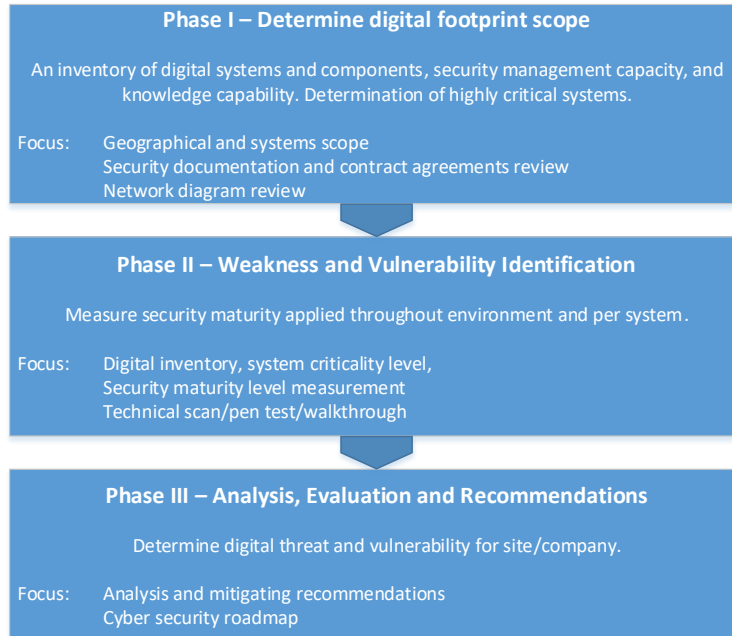 Phase I – Determine digital footprint scope
An inventory of digital systems and components, security management capacity, and
knowledge capability. Determination of highly critical systems.
Focus: Geographical and systems scope
Security documentation and contract agreements review
Network diagram review
Phase II – Weakness and Vulnerability Identification
Measure security maturity applied throughout environment and per system.
Focus: Digital inventory, system criticality level,
Security maturity level measurement
Technical scan/pen test/walkthrough
Phase III – Analysis, Evaluation and Recommendations
Determine digital threat and vulnerability for site/company.
Focus: Analysis and mitigating recommendations
Cyber security roadmap